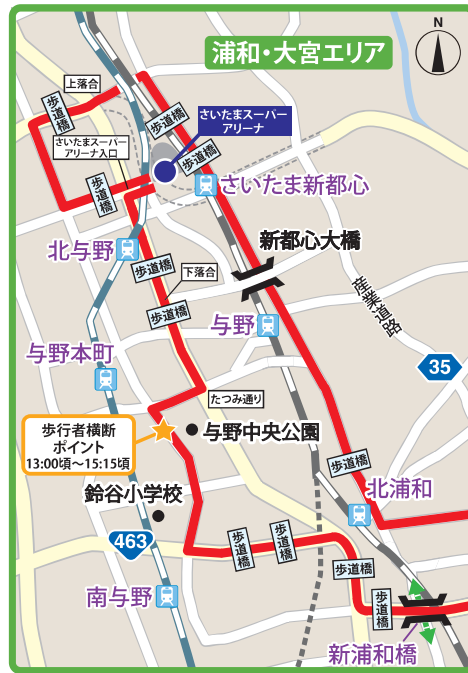 浦和・大宮エリア
N
上落合
歩道橋
歩道橋
さいたまスーパー
アリーナ
さいたまスーパー
アリーナ入口
歩道橋
歩道橋
歩道橋
さいたま新都心
北与野
新都心大橋
歩道橋
下落合
産業道路
歩道橋
与野
与野本町
35
たつみ通り
歩行者横断
ポイント
13:00頃～15:15頃
与野中央公園
歩道橋
鈴谷小学校
北浦和
463
歩道橋
歩道橋
歩道橋
南与野
歩道橋
新浦和橋